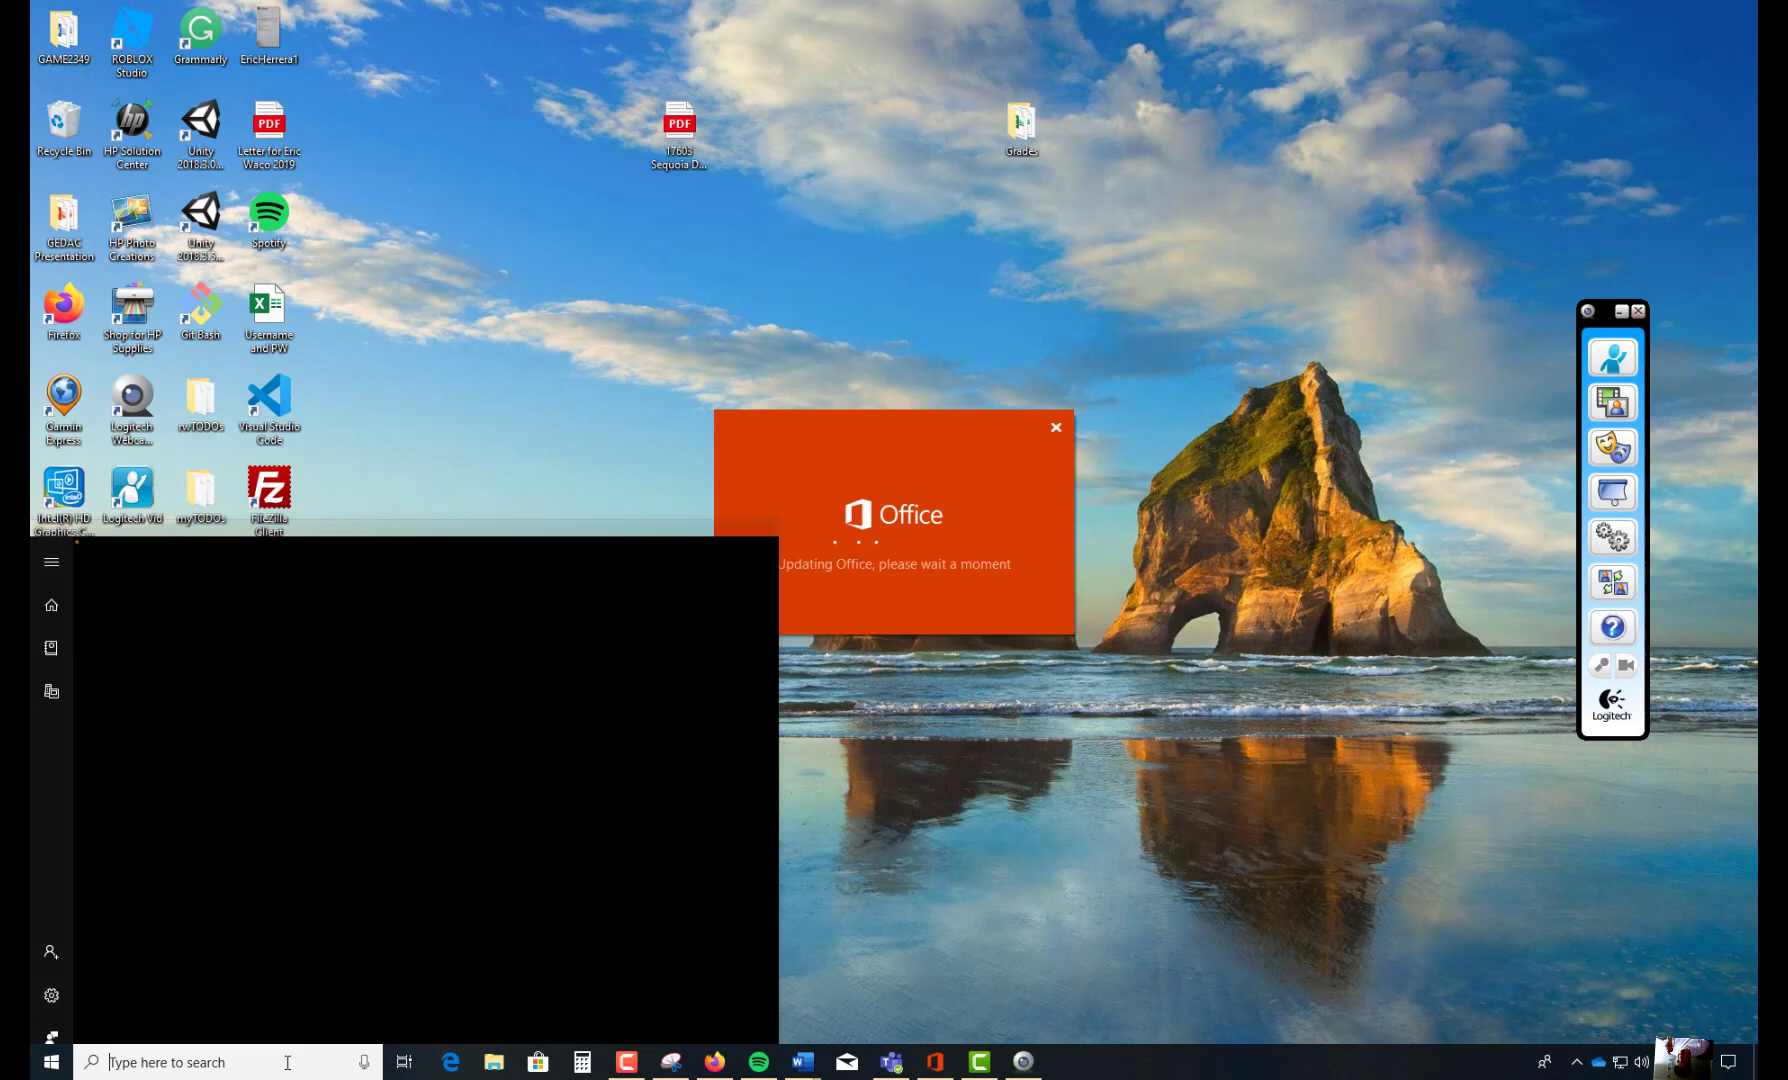 GAME2349
ROBLOX
Studio
Grammarly
EricHerrera1
Recycle Bin
HP Solution
Center
Unity
2018.3.0...
PDF
Letter for Eric
Waco 2019
PDF
17603
Sequoia D...
Grades
GEDAC
Presentation
HP Photo
Creations
Unity
2018.3.5...
Spotify
Firefox
Shop for HP
Supplies
Git Bash
Username
and PW
Garmin
Express
Logitech
Webca...
rwTODOs
Visual Studio
Code
Intel(R) HD
Graphics C...
Logitech Vid
myTODOs
FileZilla
Client
Office
Updating Office, please wait a moment
Logitech
Type here to search